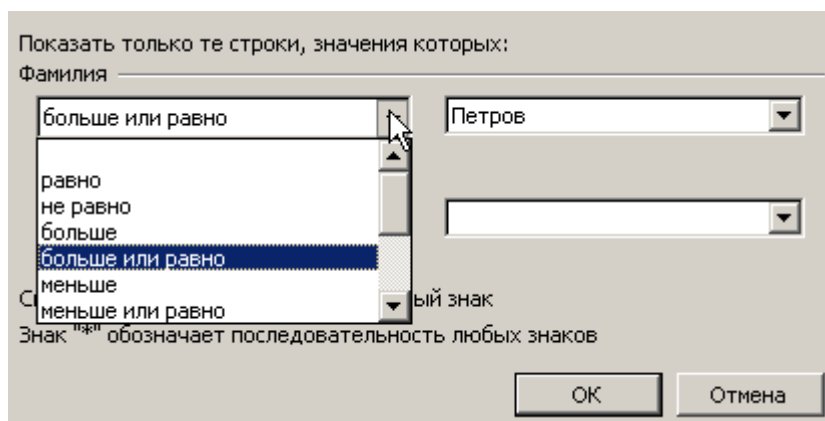 Показать только те строки, значения которых:
Фамилия
больше или равно
Петров
равно
не равно
больше
больше или равно
меньше
меньше или равно
ый знак
Знак "*" обозначает последовательность любых знаков
ОК
Отмена